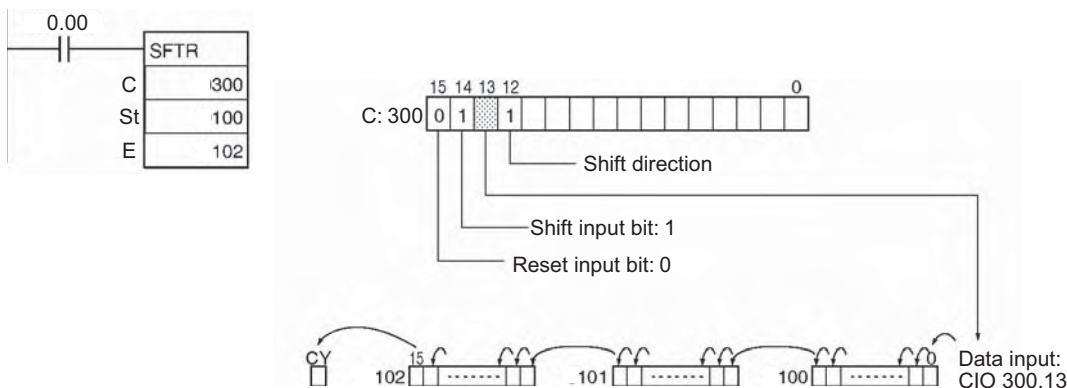 0.00
SFTR
C 300
St 100
E 102
15 14 13 12 0
C: 300 0 1 1
Shift direction
Shift input bit: 1
Reset input bit: 0
CY 15 0 Data input:
102 101 100 CIO 300.13